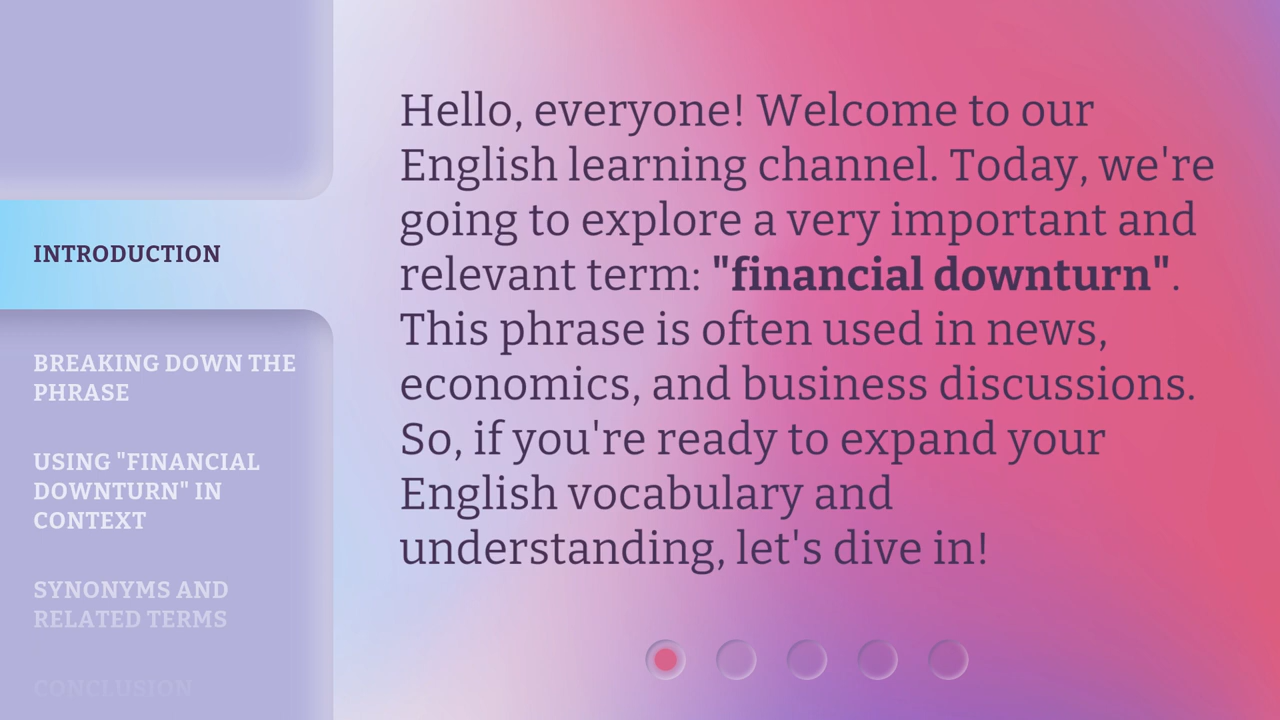 INTRODUCTION
BREAKING DOWN THE
PHRASE
USING "FINANCIAL
DOWNTURN" IN
CONTEXT
SYNONYMS AND
RELATED TERMS
CONCLUSION
Hello, everyone! Welcome to our
English learning channel. Today, we're
going to explore a very important and
relevant term: "financial downturn".
This phrase is often used in news,
economics, and business discussions.
So, if you're ready to expand your
English vocabulary and
understanding, let's dive in!